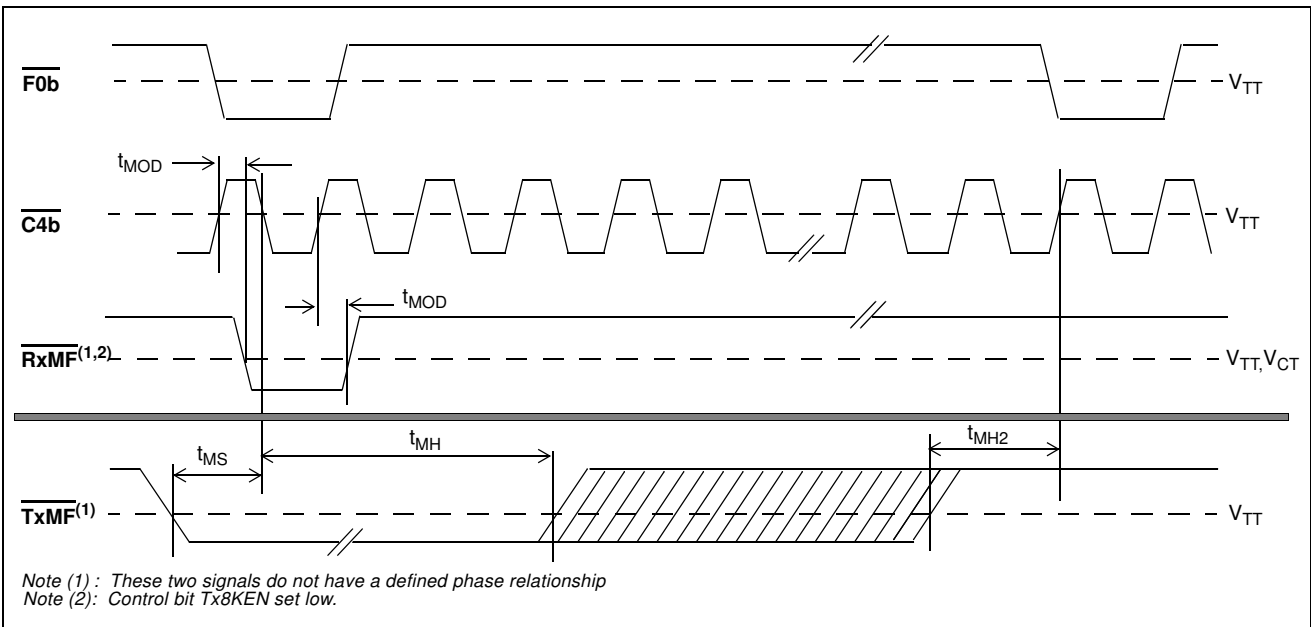 F0b
V_TT
t_MOD
C4b
V_TT
t_MOD
RxMF(1,2)
V_TT,V_CT
t_MS
t_MH
t_MH2
TxMF(1)
V_TT
Note (1) : These two signals do not have a defined phase relationship
Note (2): Control bit Tx8KEN set low.